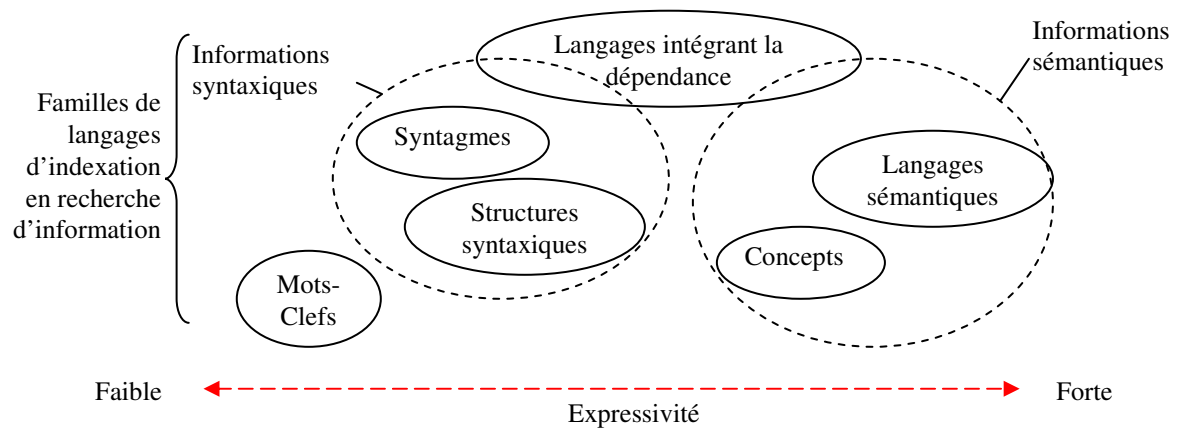 Familles de
langages
d’indexation
en recherche
d’information
Informations
syntaxiques
Langages intégrant la
dépendance
Informations
sémantiques
Syntagmes
Structures
syntaxiques
Mots-
Clefs
Langages
sémantiques
Concepts
Faible
Expressivité
Forte